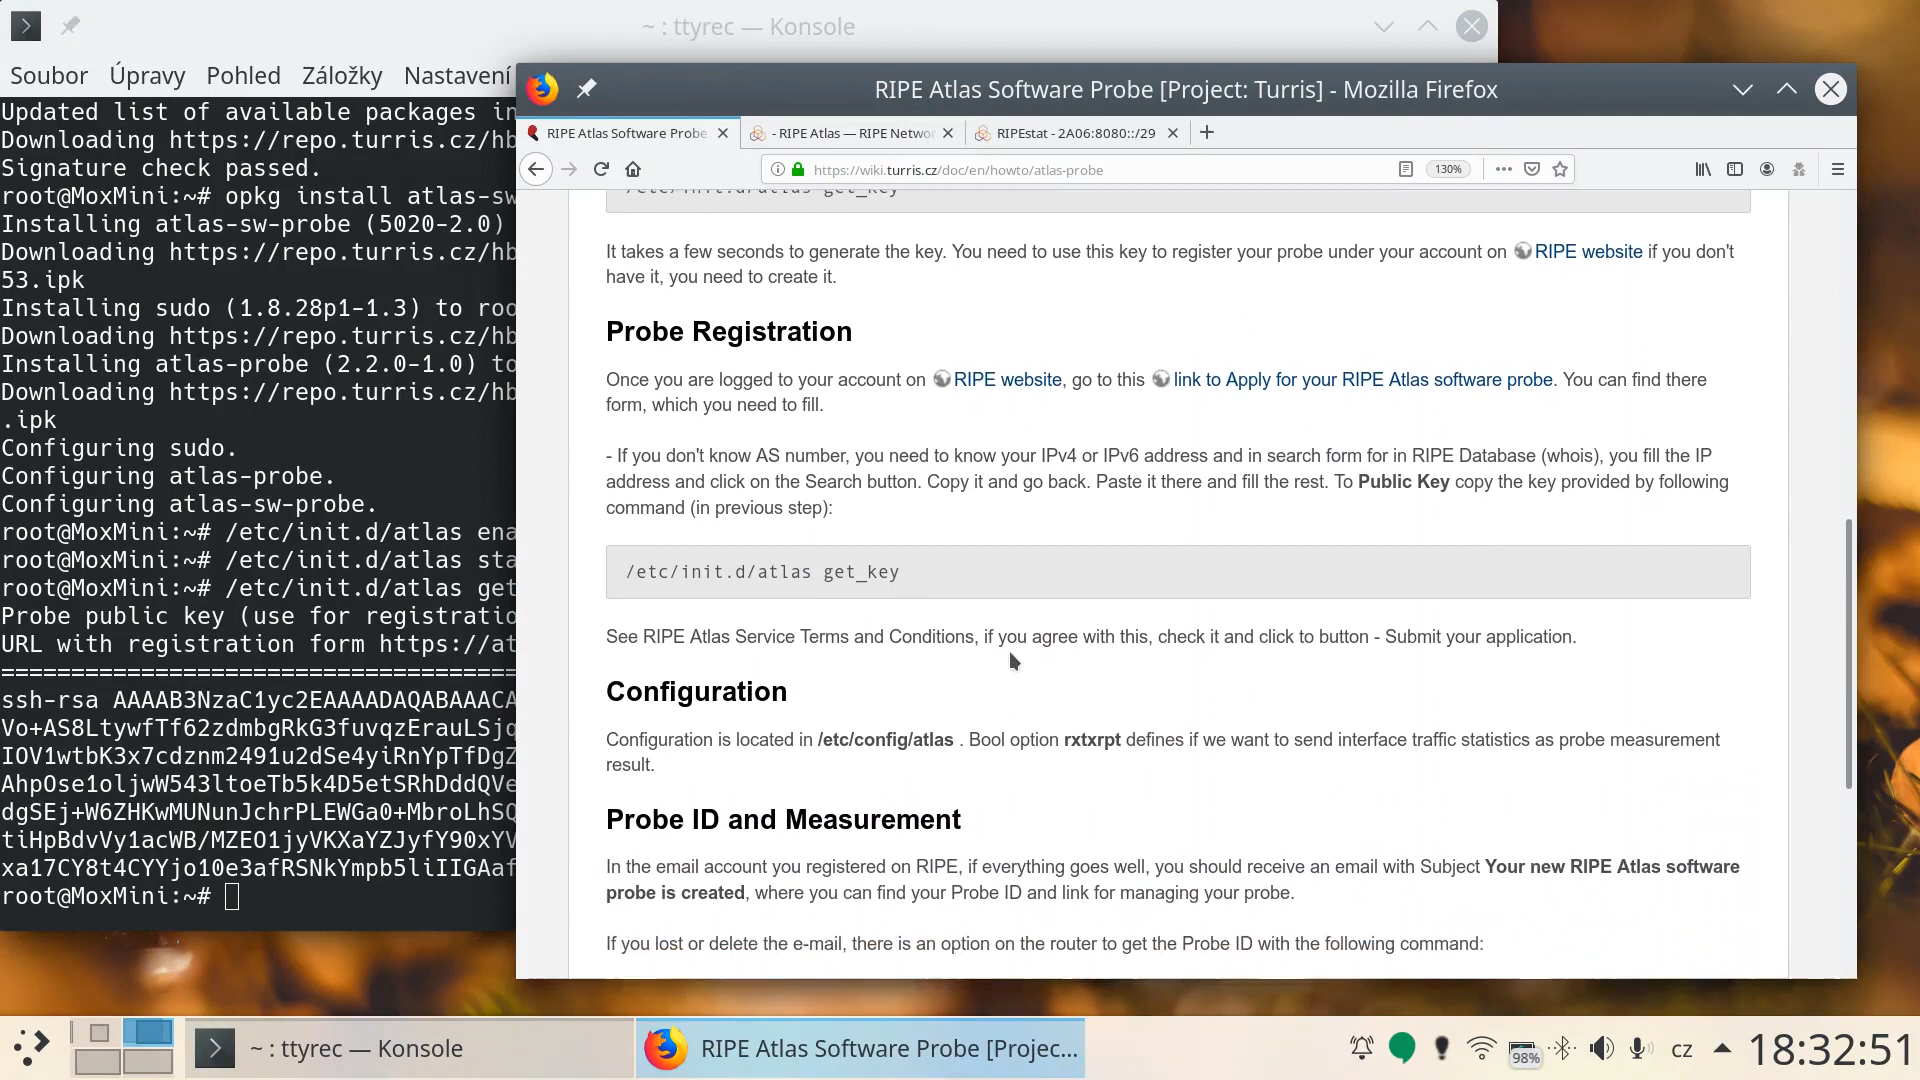 ~ : ttyrec — Konsole
Soubor Úpravy Pohled Záložky Nastavení
Updated list of available packages in
Downloading https://repo.turris.cz/hb
Signature check passed.
root@MoxMini:~# opkg install atlas-sw
Installing atlas-sw-probe (5020-2.0)
Downloading https://repo.turris.cz/hb
53.ipk
Installing sudo (1.8.28p1-1.3) to roo
Downloading https://repo.turris.cz/hb
Installing atlas-probe (2.2.0-1.0) to
Downloading https://repo.turris.cz/hb
.ipk
Configuring sudo.
Configuring atlas-probe.
Configuring atlas-sw-probe.
root@MoxMini:~# /etc/init.d/atlas ena
root@MoxMini:~# /etc/init.d/atlas sta
root@MoxMini:~# /etc/init.d/atlas get
Probe public key (use for registratio
URL with registration form https://at
=====================================
ssh-rsa AAAAB3NzaC1yc2EAAAADAQABAAACA
Vo+AS8LtywfTf62zdmbgRkG3fuvqzErauLSjq
IOV1wtbK3x7cdznm2491u2dSe4yiRnYpTfDgZ
AhpOse1oljwW543ltoeTb5k4D5etSRhDddQVe
dgSEj+W6ZHKwMUNunJchrPLEWGa0+MbroLhSQ
tiHpBdvVy1acWB/MZEO1jyVKXaYZJyfY90xYV
xa17CY8t4CYYjo10e3afRSNkYmpb5liIIGAaf
root@MoxMini:~#
RIPE Atlas Software Probe [Project: Turris] - Mozilla Firefox
RIPE Atlas Software Probe
- RIPE Atlas — RIPE Networ
RIPEstat - 2A06:8080::/29
https://wiki.turris.cz/doc/en/howto/atlas-probe
130%
/etc/init.d/atlas get_key
It takes a few seconds to generate the key. You need to use this key to register your probe under your account on RIPE website if you don't
have it, you need to create it.
Probe Registration
Once you are logged to your account on RIPE website, go to this link to Apply for your RIPE Atlas software probe. You can find there
form, which you need to fill.
- If you don't know AS number, you need to know your IPv4 or IPv6 address and in search form for in RIPE Database (whois), you fill the IP
address and click on the Search button. Copy it and go back. Paste it there and fill the rest. To Public Key copy the key provided by following
command (in previous step):
/etc/init.d/atlas get_key
See RIPE Atlas Service Terms and Conditions, if you agree with this, check it and click to button - Submit your application.
Configuration
Configuration is located in /etc/config/atlas . Bool option rxtxrpt defines if we want to send interface traffic statistics as probe measurement
result.
Probe ID and Measurement
In the email account you registered on RIPE, if everything goes well, you should receive an email with Subject Your new RIPE Atlas software
probe is created, where you can find your Probe ID and link for managing your probe.
If you lost or delete the e-mail, there is an option on the router to get the Probe ID with the following command:
~ : ttyrec — Konsole
RIPE Atlas Software Probe [Projec...
98%
cz
18:32:51